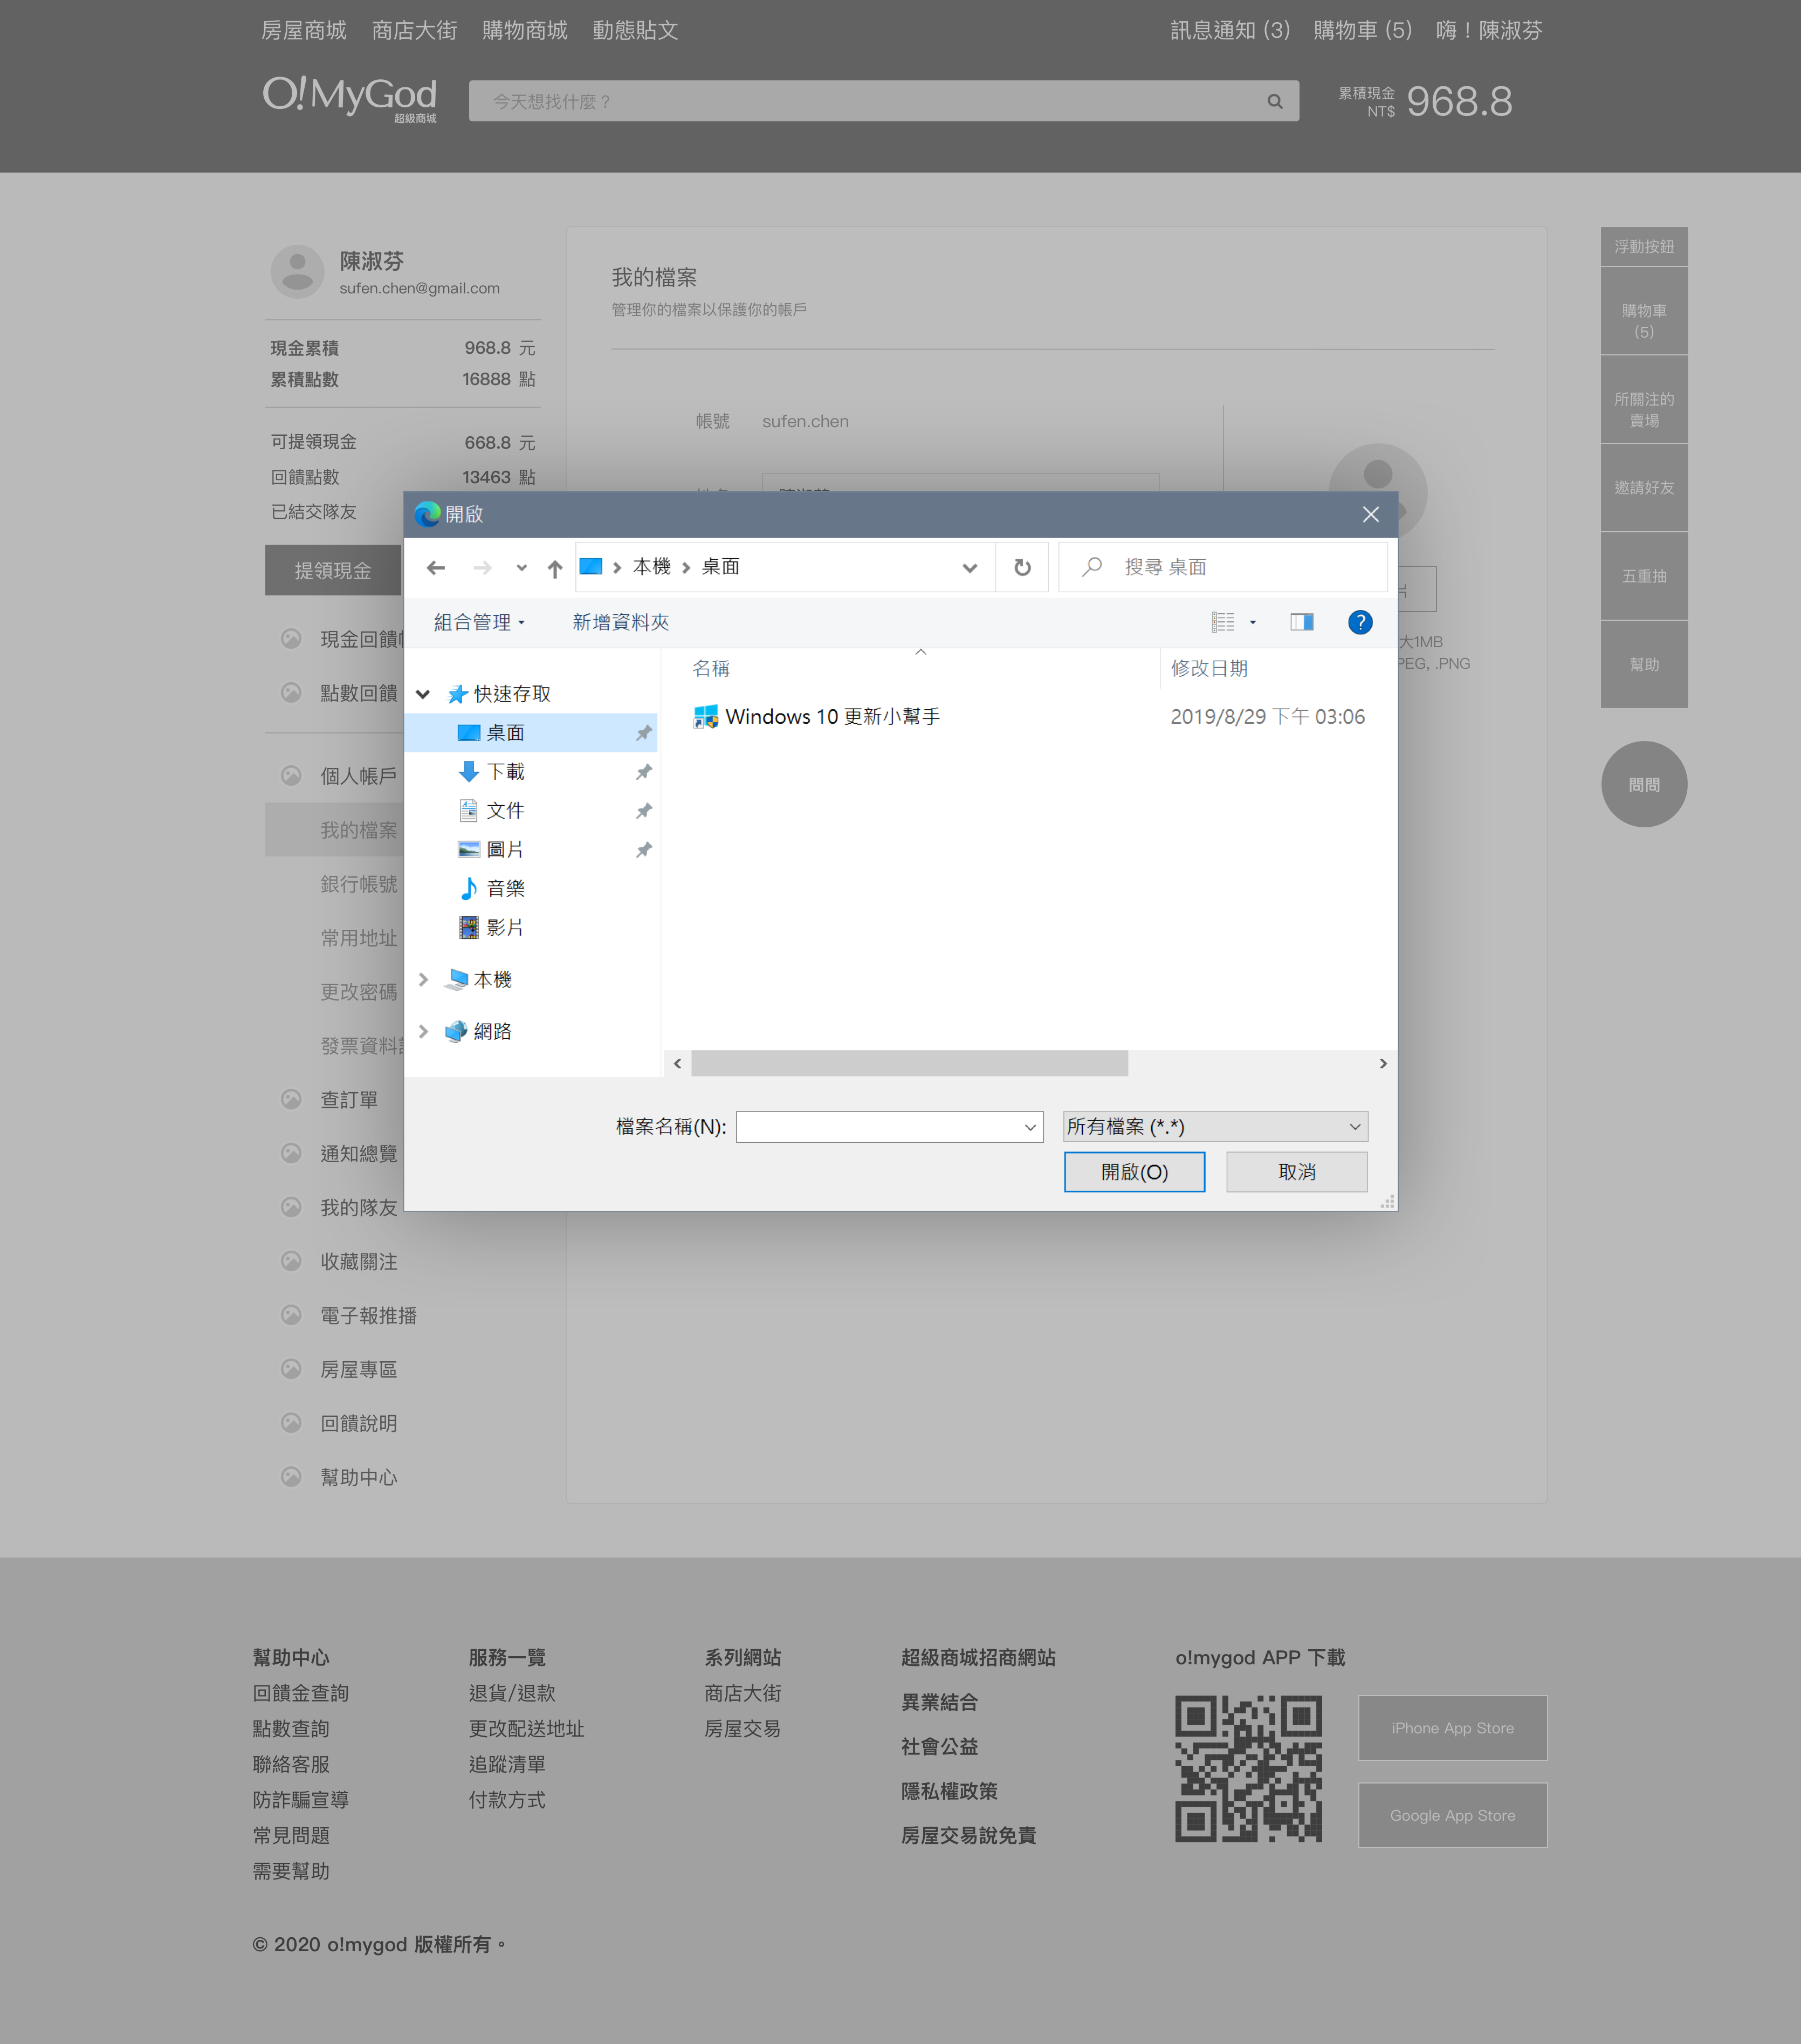 房屋商城 商店大街 購物商城 動態貼文 訊息通知 (3) 購物車 (5) 嗨！陳淑芬
O!MyGod
超級商城
今天想找什麼？
累積現金
NT$
968.8
陳淑芬
sufen.chen@gmail.com
現金累積 968.8 元
累積點數 16888 點
可提領現金 668.8 元
回饋點數 13463 點
已結交隊友
提領現金
現金回饋
點數回饋
個人帳戶
我的檔案
銀行帳號
常用地址
更改密碼
發票資料
查訂單
通知總覽
我的隊友
收藏關注
電子報推播
房屋專區
回饋說明
幫助中心
我的檔案
管理你的檔案以保護你的帳戶
帳號 sufen.chen
大1MB
PEG, .PNG
浮動按鈕
購物車
(5)
所關注的
賣場
邀請好友
五重抽
幫助
問問
開啟
本機 桌面
搜尋 桌面
組合管理 新增資料夾
名稱 修改日期
Windows 10 更新小幫手 2019/8/29 下午 03:06
快速存取
桌面
下載
文件
圖片
音樂
影片
本機
網路
檔案名稱(N): 所有檔案 (*.*)
開啟(O) 取消
幫助中心
回饋金查詢
點數查詢
聯絡客服
防詐騙宣導
常見問題
需要幫助
服務一覽
退貨/退款
更改配送地址
追蹤清單
付款方式
系列網站
商店大街
房屋交易
超級商城招商網站
異業結合
社會公益
隱私權政策
房屋交易說免責
o!mygod APP 下載
iPhone App Store
Google App Store
© 2020 o!mygod 版權所有。